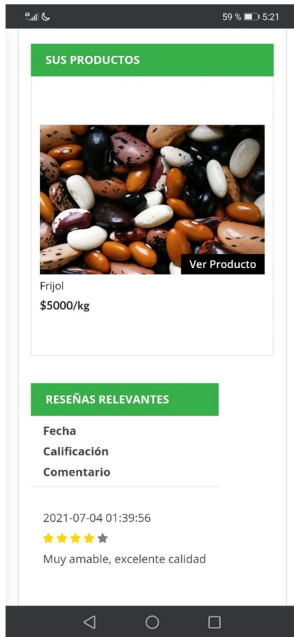 59 % 5:21
SUS PRODUCTOS
Ver Producto
Frijol
$5000/kg
RESEÑAS RELEVANTES
Fecha
Calificación
Comentario
2021-07-04 01:39:56
Muy amable, excelente calidad